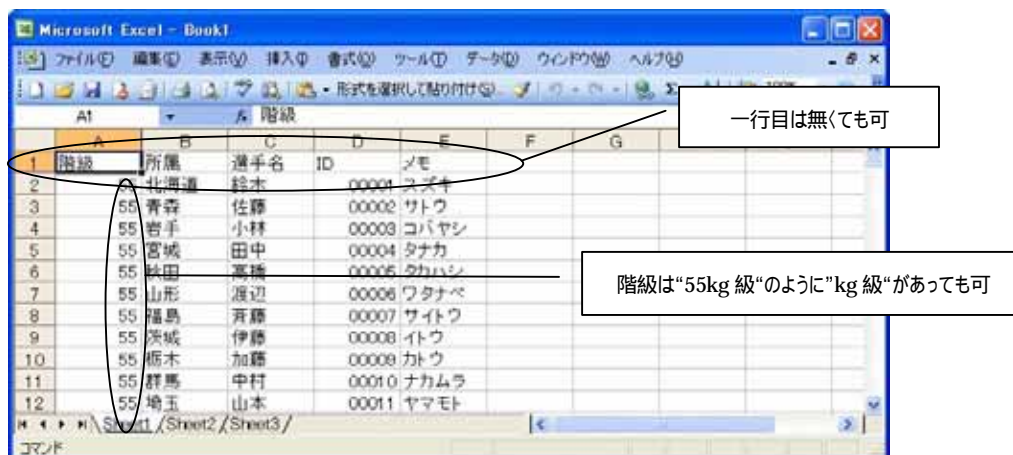 Microsoft Excel - Book1
ファイル(F) 編集(E) 表示(V) 挿入(I) 書式(O) ツール(T) データ(D) ウィンドウ(W) ヘルプ(H)
形式を選択して貼り付け(S)... Σ
A1 fx 階級
一行目は無くても可
A B C D E F G
1 階級 所属 選手名 ID メモ
2 55 北海道 鈴木 00001 スズキ
3 55 青森 佐藤 00002 サトウ
4 55 岩手 小林 00003 コバヤシ
5 55 宮城 田中 00004 タナカ
6 55 秋田 高橋 00005 タカハシ
7 55 山形 渡辺 00006 ワタナベ
8 55 福島 斉藤 00007 サイトウ
9 55 茨城 伊藤 00008 イトウ
10 55 栃木 加藤 00009 カトウ
11 55 群馬 中村 00010 ナカムラ
12 55 埼玉 山本 00011 ヤマモト
階級は“55kg 級“のように”kg 級“があっても可
Sheet1 / Sheet2 / Sheet3 /
コマンド